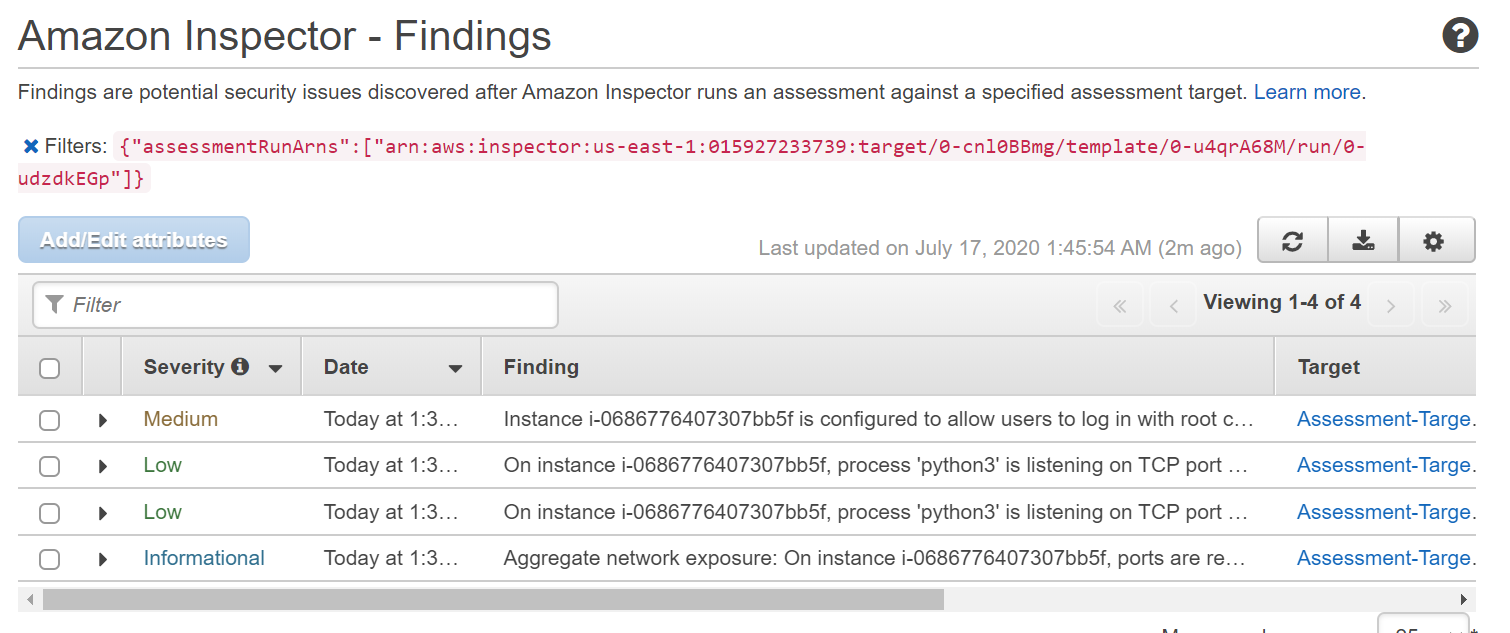 Amazon Inspector - Findings
Findings are potential security issues discovered after Amazon Inspector runs an assessment against a specified assessment target. Learn more.
Filters: {"assessmentRunArns":["arn:aws:inspector:us-east-1:015927233739:target/0-cnl0BBmg/template/0-u4qrA68M/run/0-
udzdkEGp"]}
Add/Edit attributes
Last updated on July 17, 2020 1:45:54 AM (2m ago)
Filter
Viewing 1-4 of 4
Severity Date Finding Target
Medium Today at 1:3… Instance i-0686776407307bb5f is configured to allow users to log in with root c… Assessment-Targe.
Low Today at 1:3… On instance i-0686776407307bb5f, process 'python3' is listening on TCP port … Assessment-Targe.
Low Today at 1:3… On instance i-0686776407307bb5f, process 'python3' is listening on TCP port … Assessment-Targe.
Informational Today at 1:3… Aggregate network exposure: On instance i-0686776407307bb5f, ports are re… Assessment-Targe.